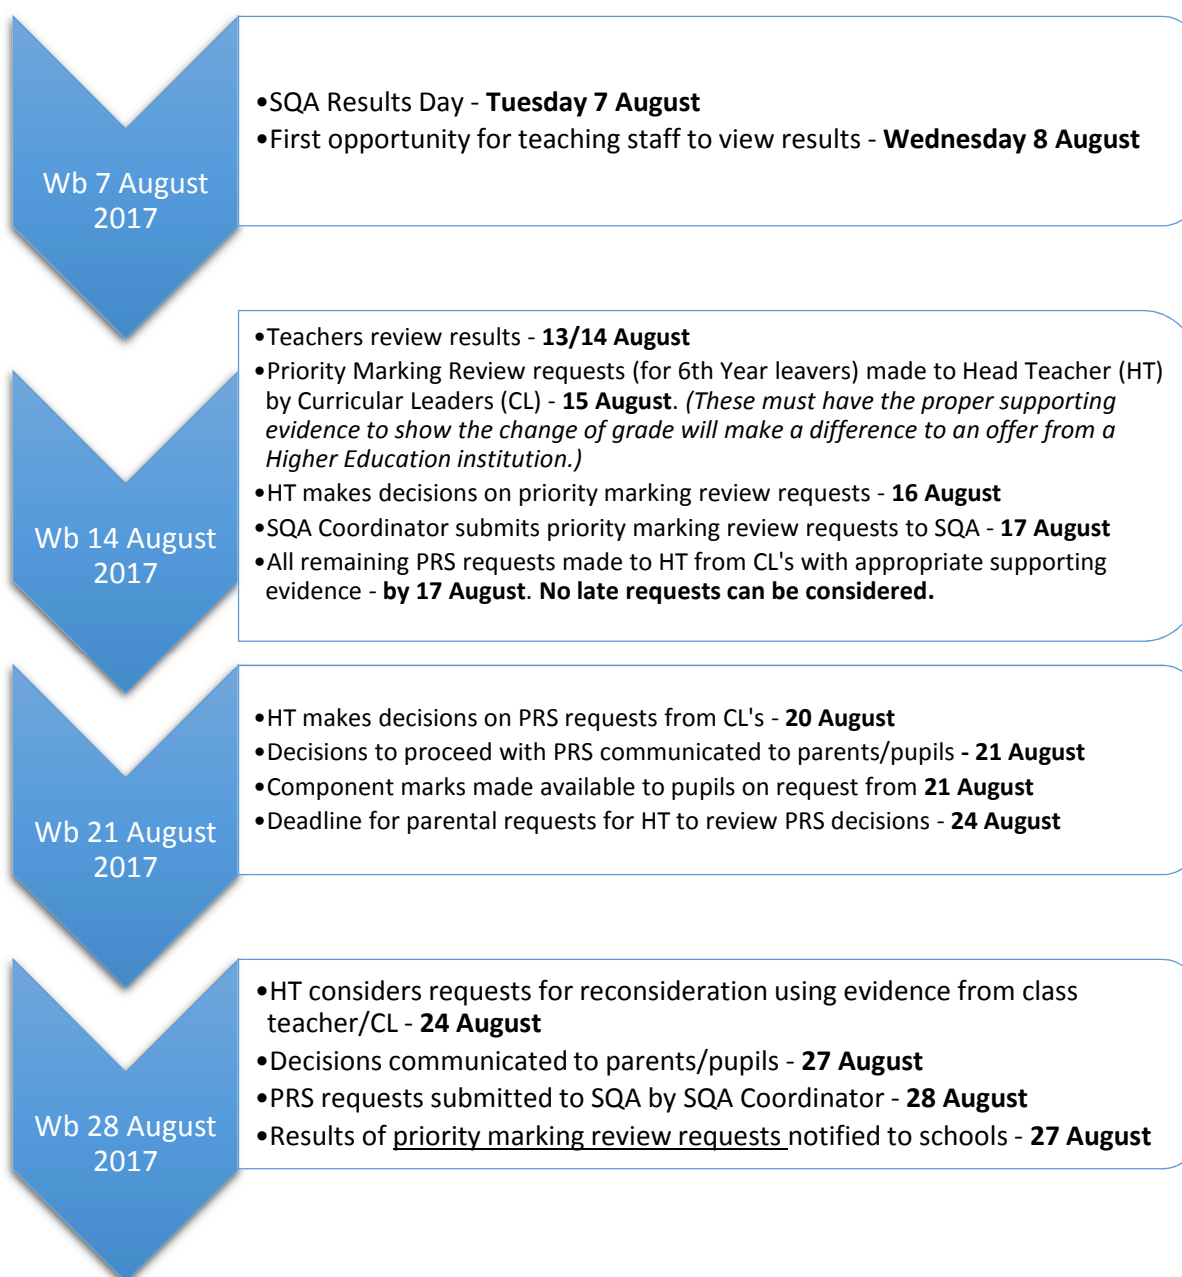 Wb 7 August
2017
•SQA Results Day - Tuesday 7 August
•First opportunity for teaching staff to view results - Wednesday 8 August
Wb 14 August
2017
•Teachers review results - 13/14 August
•Priority Marking Review requests (for 6th Year leavers) made to Head Teacher (HT)
by Curricular Leaders (CL) - 15 August. (These must have the proper supporting
evidence to show the change of grade will make a difference to an offer from a
Higher Education institution.)
•HT makes decisions on priority marking review requests - 16 August
•SQA Coordinator submits priority marking review requests to SQA - 17 August
•All remaining PRS requests made to HT from CL's with appropriate supporting
evidence - by 17 August. No late requests can be considered.
Wb 21 August
2017
•HT makes decisions on PRS requests from CL's - 20 August
•Decisions to proceed with PRS communicated to parents/pupils - 21 August
•Component marks made available to pupils on request from 21 August
•Deadline for parental requests for HT to review PRS decisions - 24 August
Wb 28 August
2017
•HT considers requests for reconsideration using evidence from class
teacher/CL - 24 August
•Decisions communicated to parents/pupils - 27 August
•PRS requests submitted to SQA by SQA Coordinator - 28 August
•Results of priority marking review requests notified to schools - 27 August